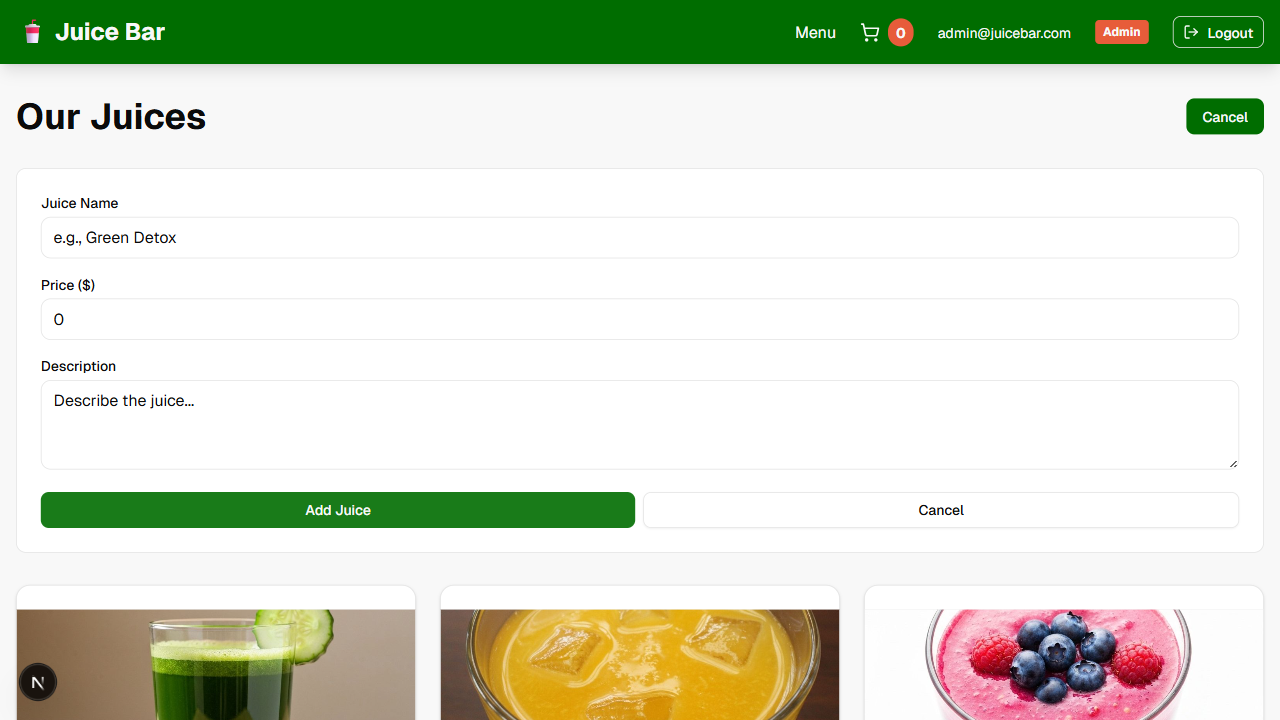 Juice Bar
Menu
0
admin@juicebar.com
Admin
Logout
Our Juices
Cancel
Juice Name
e.g., Green Detox
Price ($)
0
Description
Describe the juice...
Add Juice
Cancel
N